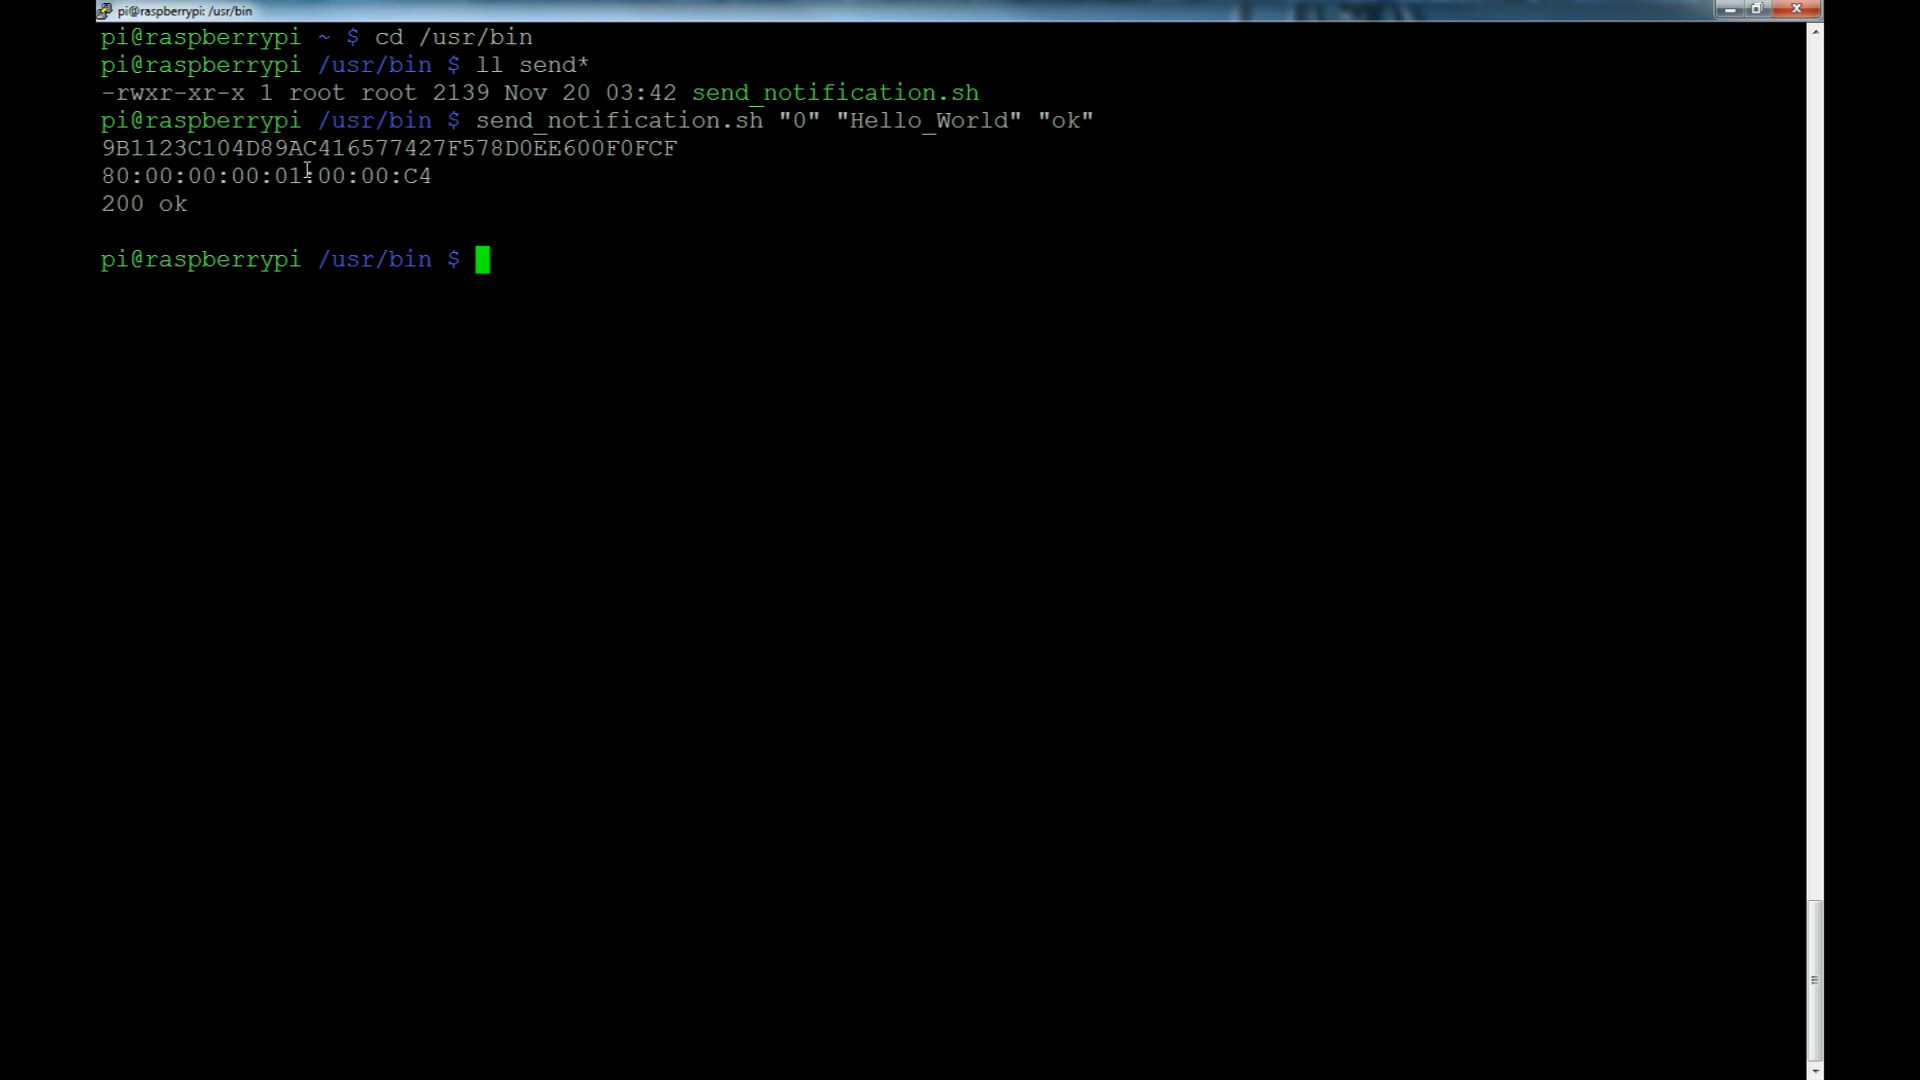 pi@raspberrypi: /usr/bin
pi@raspberrypi ~ $ cd /usr/bin
pi@raspberrypi /usr/bin $ ll send*
-rwxr-xr-x 1 root root 2139 Nov 20 03:42 send_notification.sh
pi@raspberrypi /usr/bin $ send_notification.sh "0" "Hello_World" "ok"
9B1123C104D89AC416577427F578D0EE600F0FCF
80:00:00:00:01:00:00:C4
200 ok
pi@raspberrypi /usr/bin $